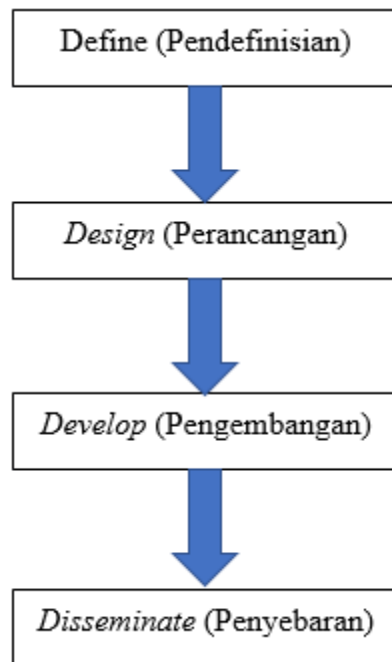 Define (Pendefinisian)
Design (Perancangan)
Develop (Pengembangan)
Disseminate (Penyebaran)